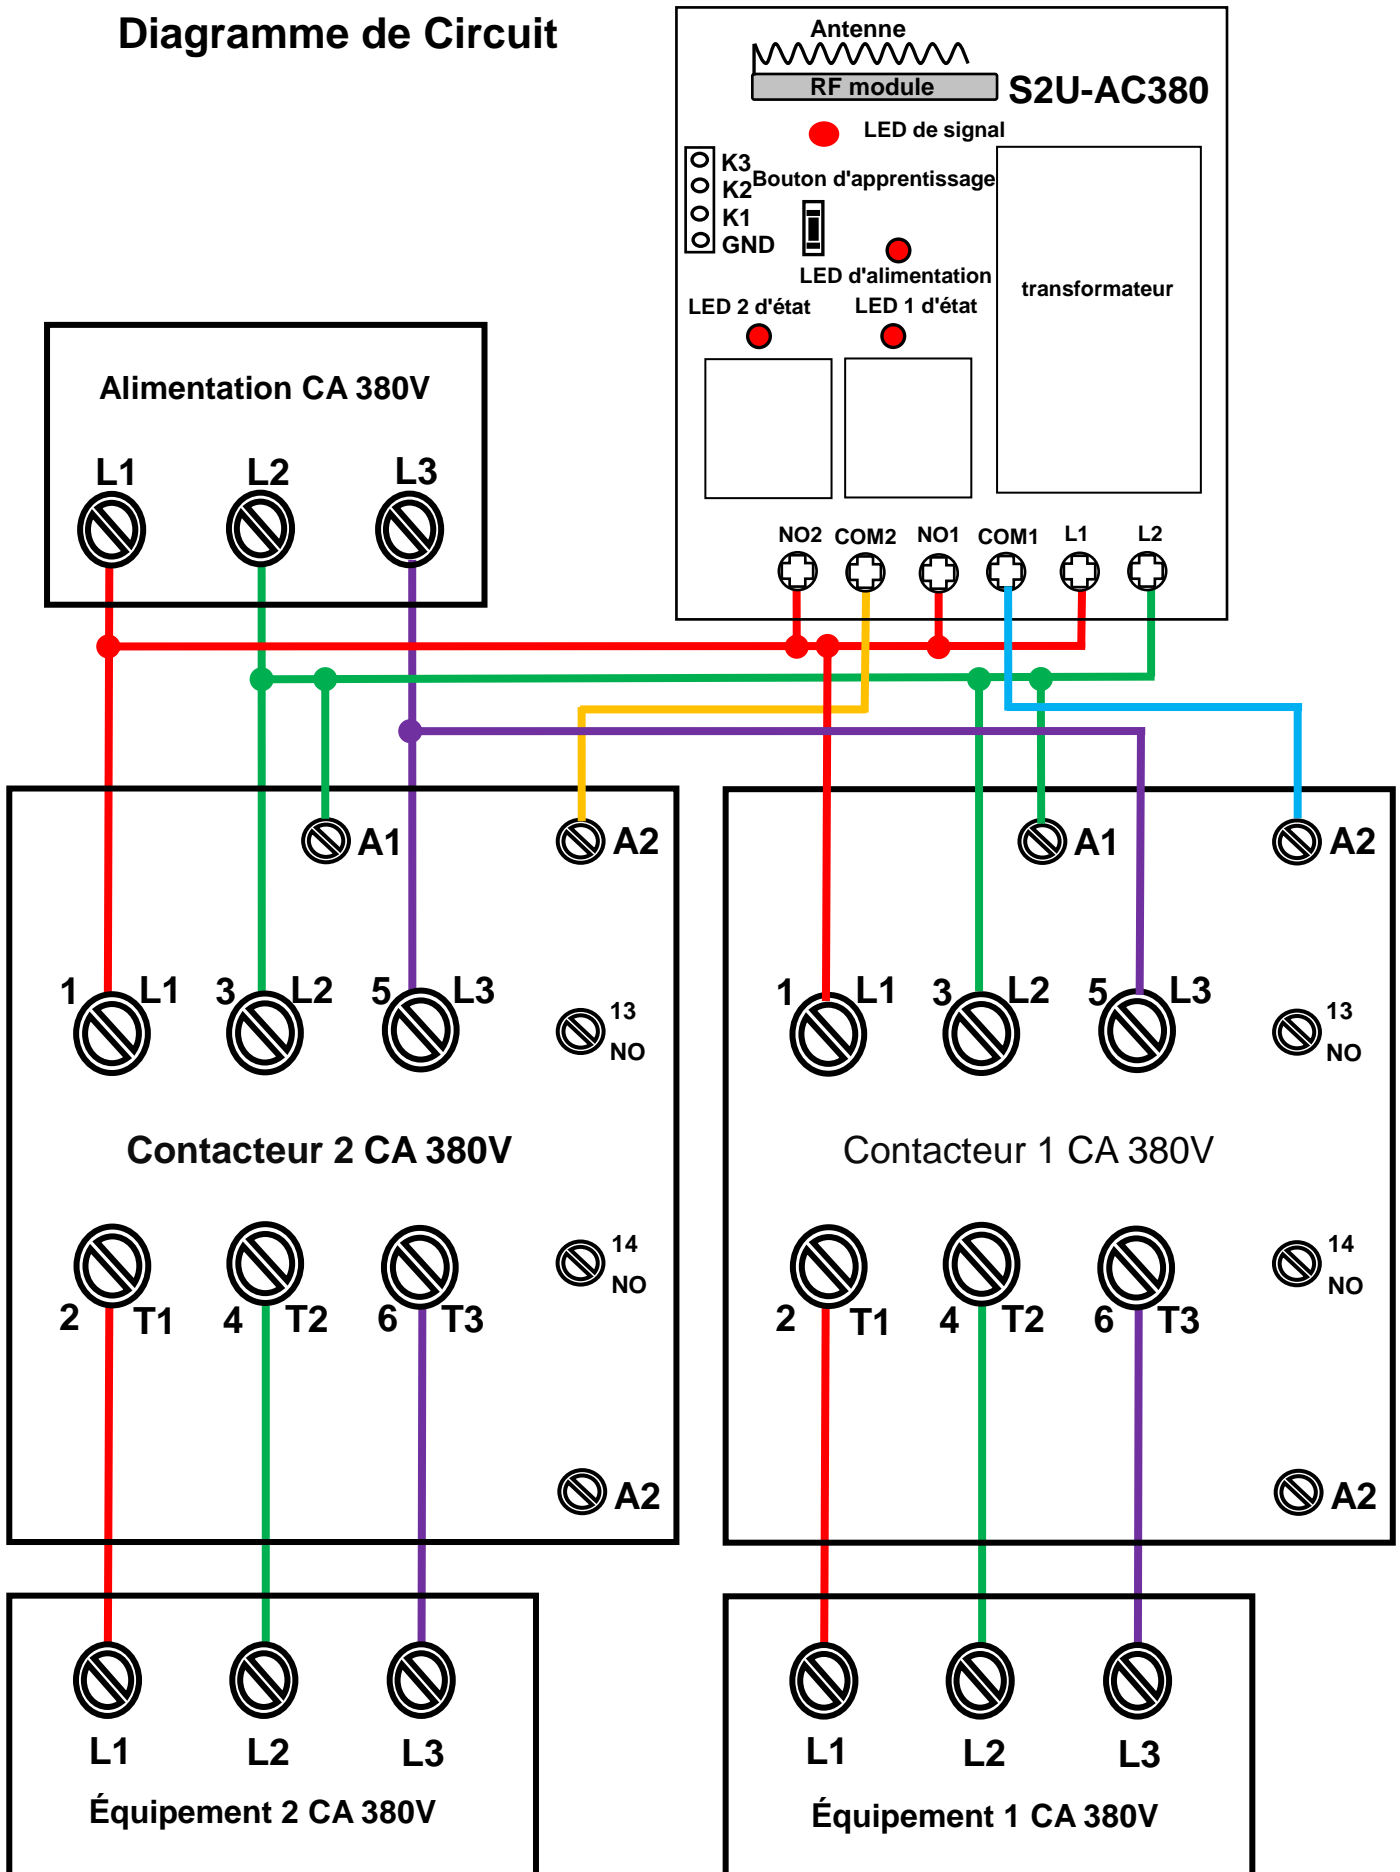 Diagramme de Circuit
Antenne
RF module
S2U-AC380
LED de signal
K3
Bouton d'apprentissage
K2
K1
GND
LED d'alimentation
transformateur
LED 2 d'état
LED 1 d'état
NO2
COM2
NO1
COM1
L1
L2
Alimentation CA 380V
L1
L2
L3
A1
A2
1
L1
3
L2
5
L3
13
NO
Contacteur 2 CA 380V
14
NO
2
T1
4
T2
6
T3
A2
A1
A2
1
L1
3
L2
5
L3
13
NO
Contacteur 1 CA 380V
14
NO
2
T1
4
T2
6
T3
A2
L1
L2
L3
Équipement 2 CA 380V
L1
L2
L3
Équipement 1 CA 380V